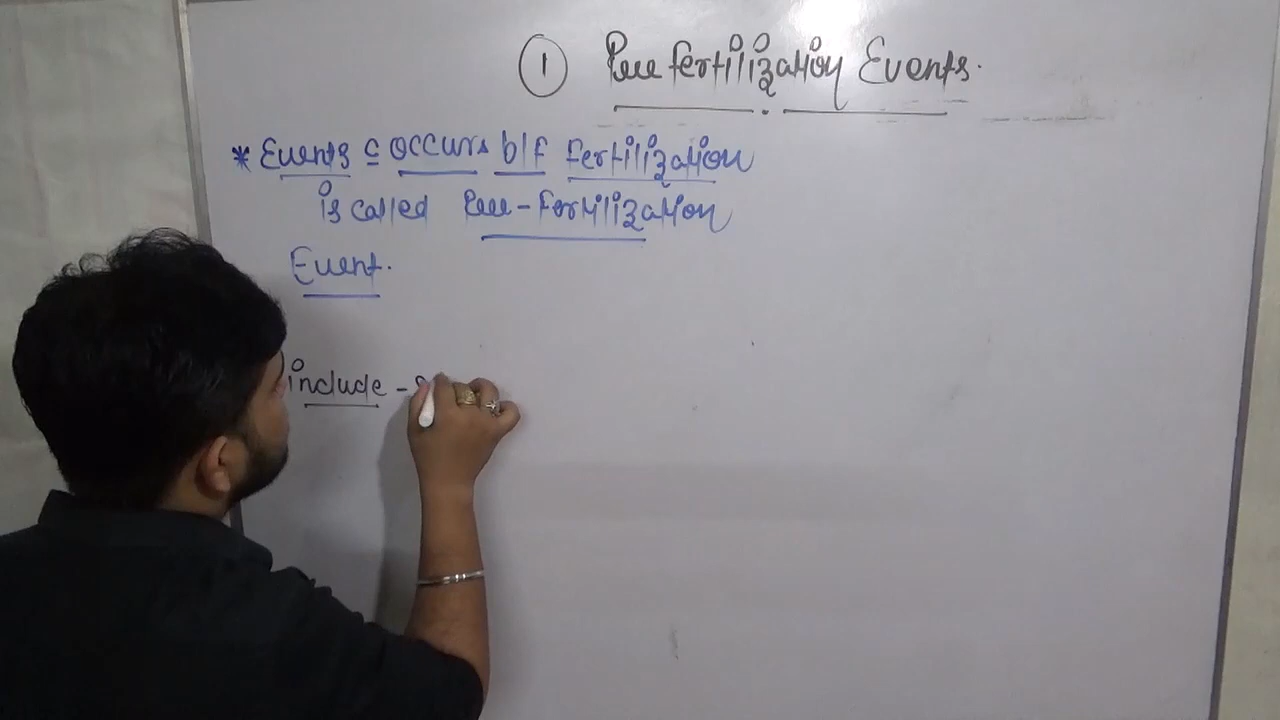 ① Pre fertilization Events.
* Events c̲ occurs b/f fertilization
is called Pre-fertilization
Event.
include -